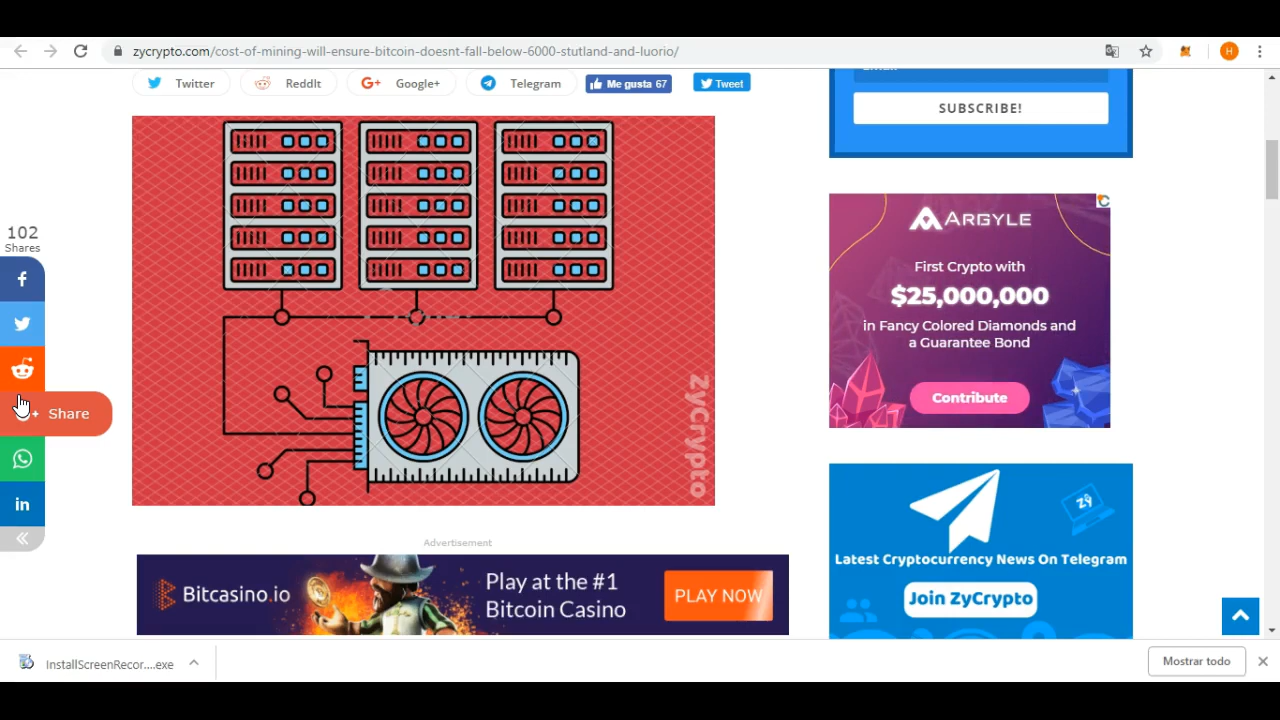 zycrypto.com/cost-of-mining-will-ensure-bitcoin-doesnt-fall-below-6000-stutland-and-luorio/
H
Twitter
ReddIt
Google+
Telegram
Me gusta 67
Tweet
SUBSCRIBE!
102
Shares
Share
in
ZyCrypto
ARGYLE
First Crypto with
$25,000,000
in Fancy Colored Diamonds and
a Guarantee Bond
Contribute
Advertisement
Bitcasino.io
Play at the #1
Bitcoin Casino
PLAY NOW
ZY
Latest Cryptocurrency News On Telegram
Join ZyCrypto
InstallScreenRecor....exe
Mostrar todo